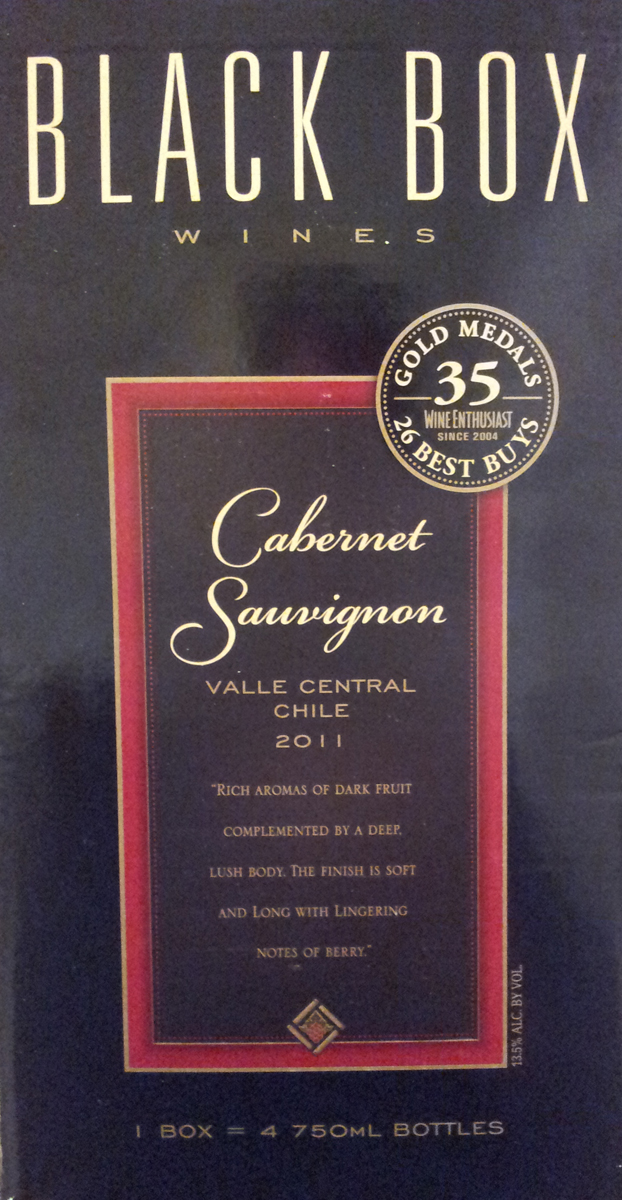 BLACK BOX
WINES
GOLD MEDALS
35
WINE ENTHUSIAST
SINCE 2004
26 BEST BUYS
Cabernet
Sauvignon
VALLE CENTRAL
CHILE
2011
"RICH AROMAS OF DARK FRUIT
COMPLEMENTED BY A DEEP,
LUSH BODY. THE FINISH IS SOFT
AND LONG WITH LINGERING
NOTES OF BERRY."
13.5% ALC. BY VOL.
1 BOX = 4 750ML BOTTLES